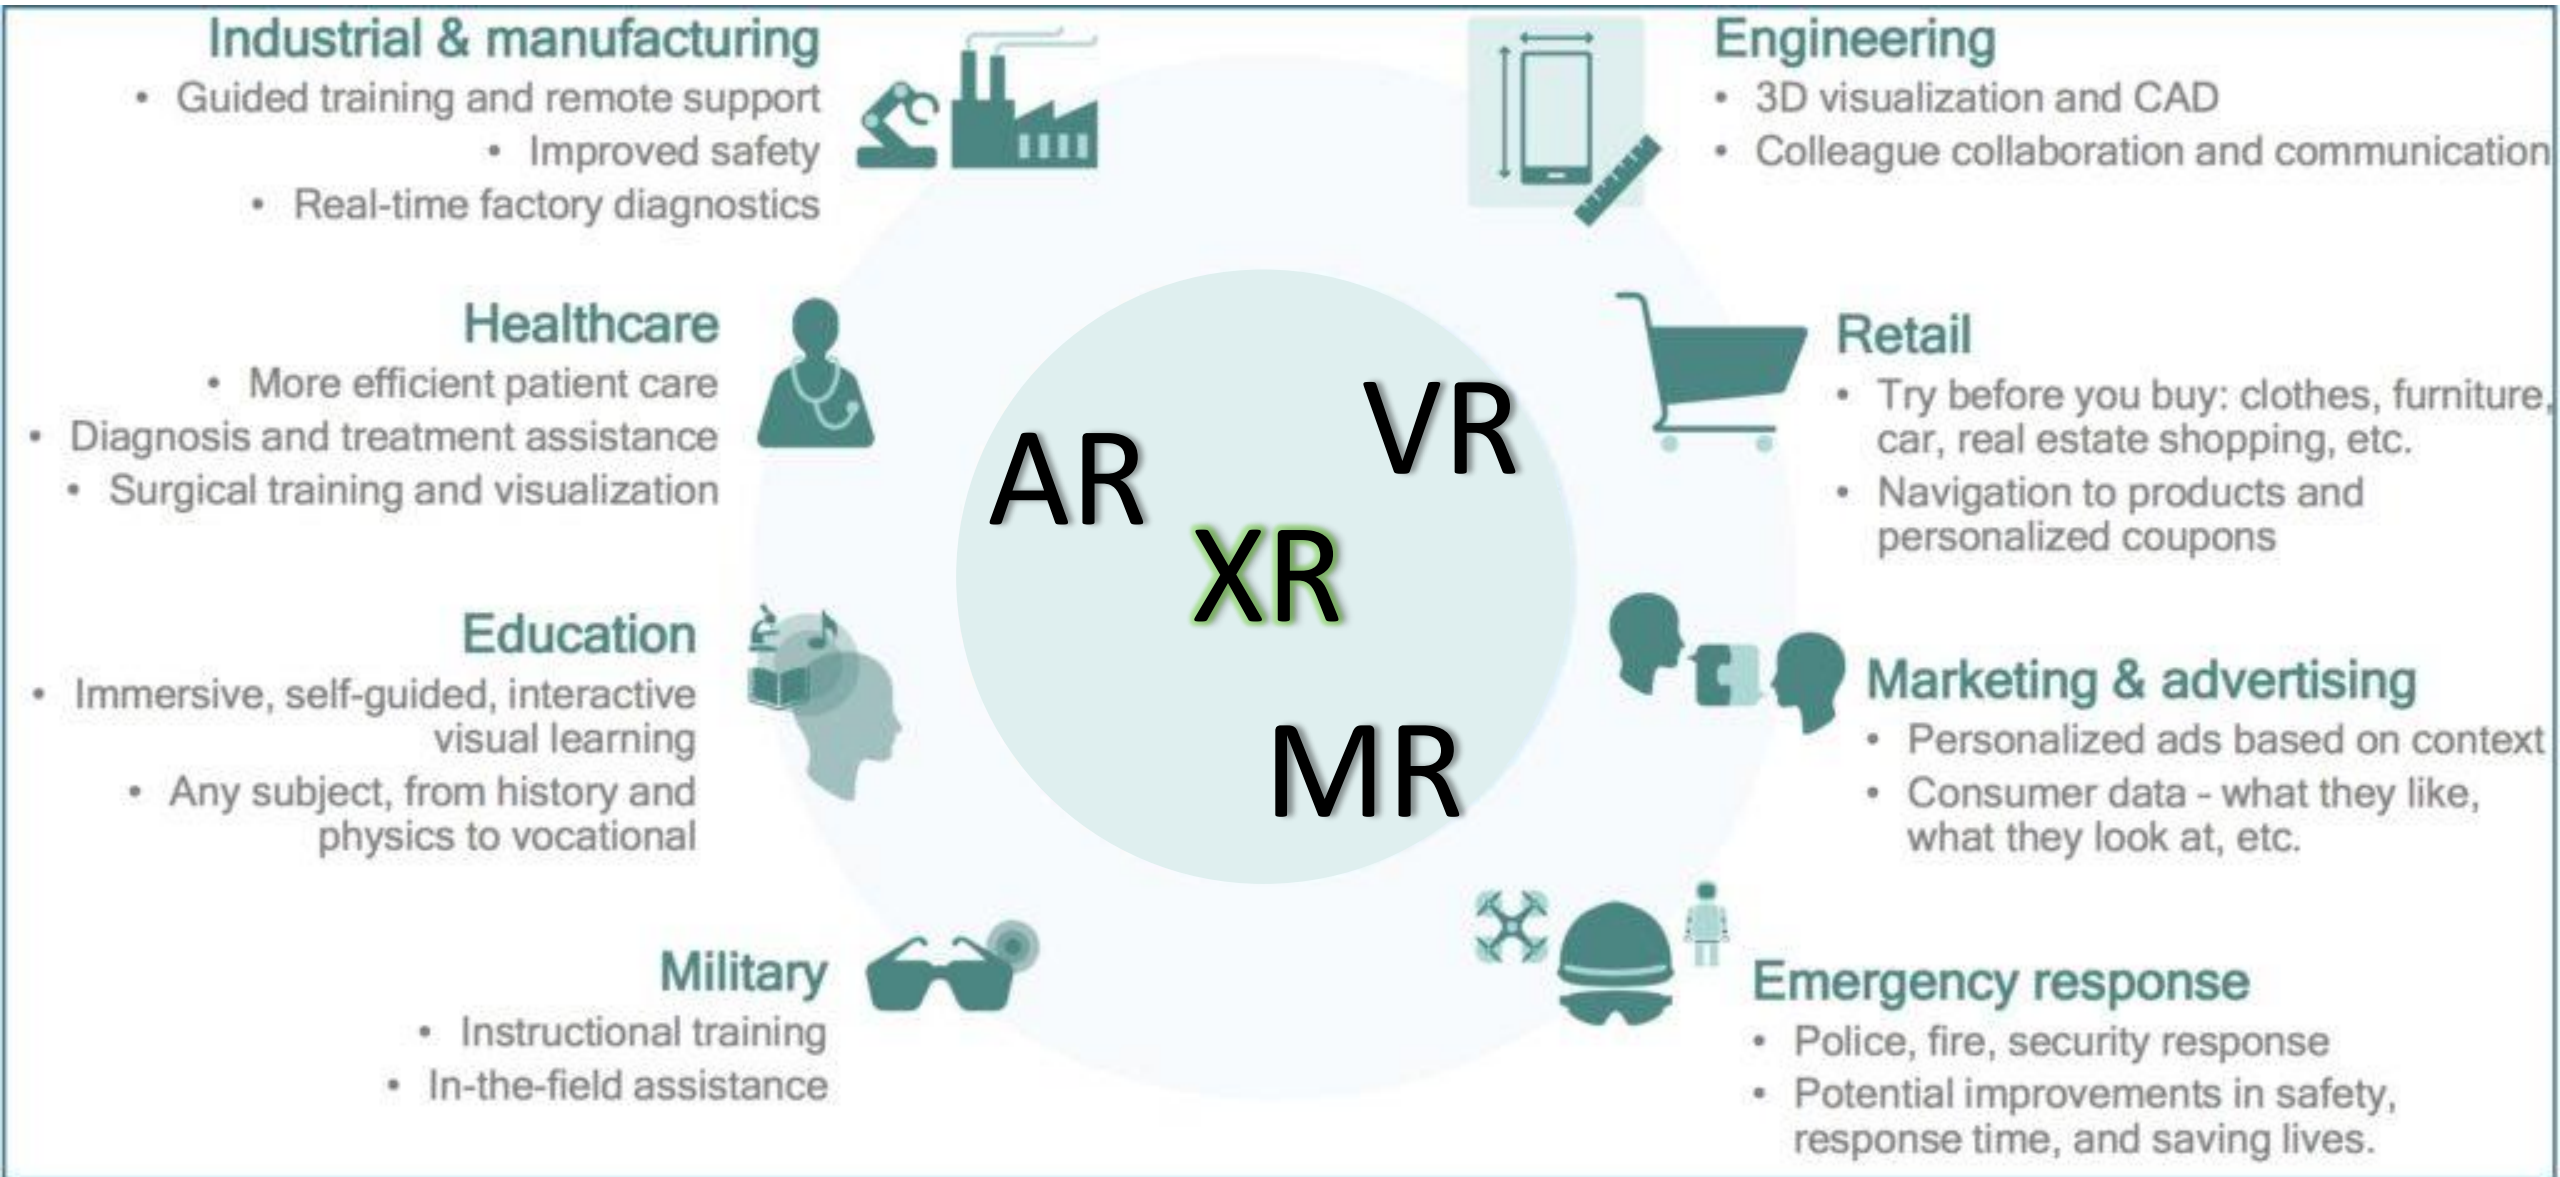 Industrial & manufacturing
• Guided training and remote support
• Improved safety
• Real-time factory diagnostics
Healthcare
• More efficient patient care
• Diagnosis and treatment assistance
• Surgical training and visualization
Education
• Immersive, self-guided, interactive
visual learning
• Any subject, from history and
physics to vocational
Military
• Instructional training
• In-the-field assistance
AR
VR
XR
MR
Engineering
• 3D visualization and CAD
• Colleague collaboration and communication
Retail
• Try before you buy: clothes, furniture,
car, real estate shopping, etc.
• Navigation to products and
personalized coupons
Marketing & advertising
• Personalized ads based on context
• Consumer data - what they like,
what they look at, etc.
Emergency response
• Police, fire, security response
• Potential improvements in safety,
response time, and saving lives.